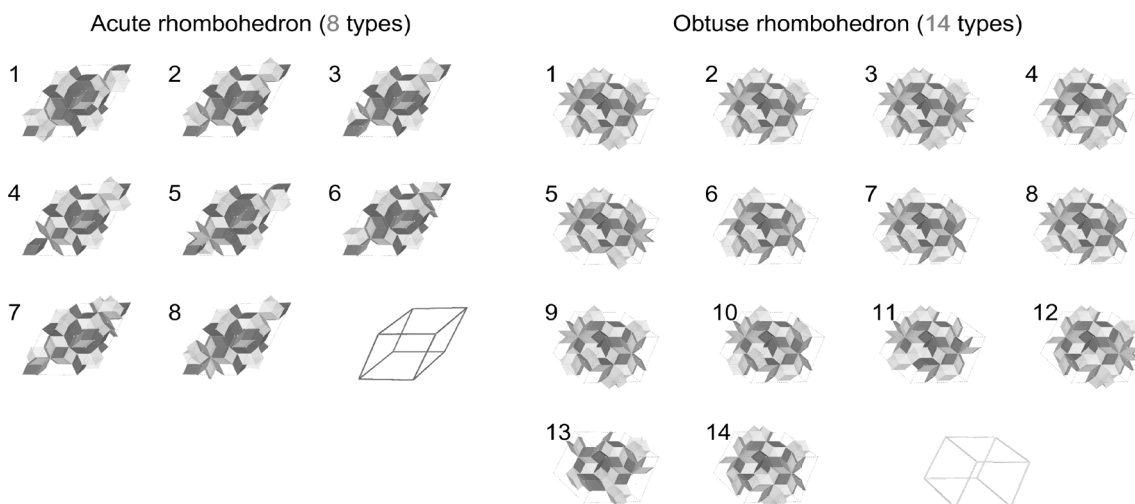 Acute rhombohedron (8 types)
1 2 3
4 5 6
7 8
Obtuse rhombohedron (14 types)
1 2 3 4
5 6 7 8
9 10 11 12
13 14